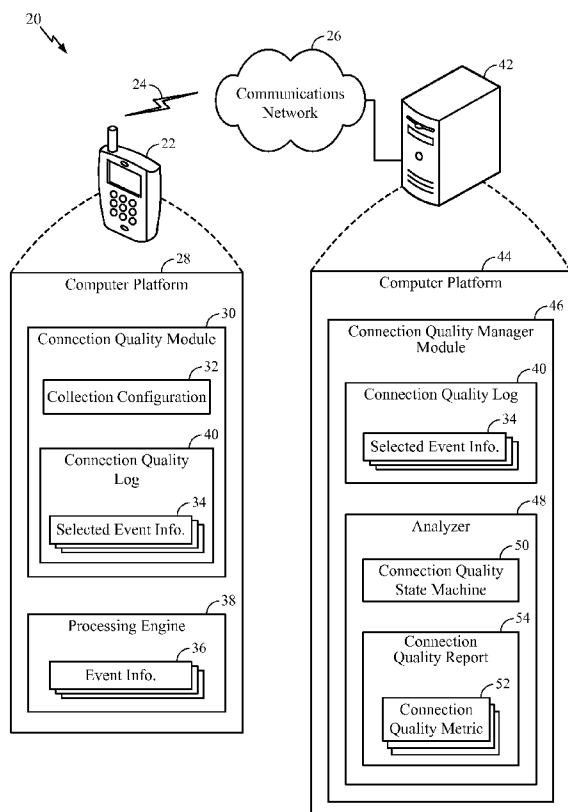 20
26
42
24
Communications
Network
22
28
Computer Platform
30
Connection Quality Module
32
Collection Configuration
40
Connection Quality
Log
34
Selected Event Info.
38
Processing Engine
36
Event Info.
44
Computer Platform
46
Connection Quality Manager
Module
40
Connection Quality Log
34
Selected Event Info.
48
Analyzer
50
Connection Quality
State Machine
54
Connection
Quality Report
52
Connection
Quality Metric